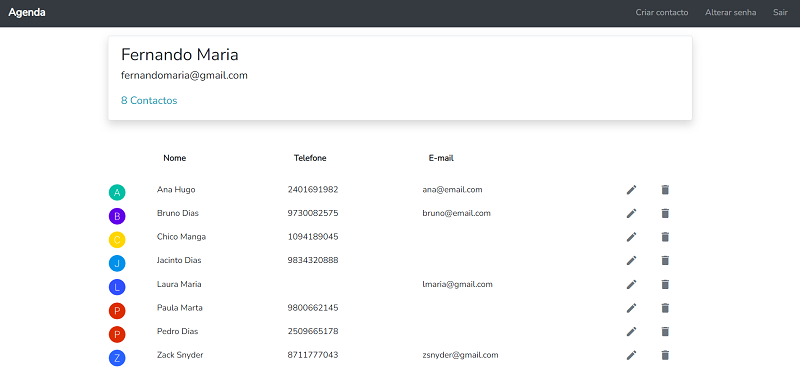 Agenda Criar contacto Alterar senha Sair
Fernando Maria
fernandomaria@gmail.com
8 Contactos
Nome Telefone E-mail
A Ana Hugo 2401691982 ana@email.com
B Bruno Dias 9730082575 bruno@email.com
C Chico Manga 1094189045
J Jacinto Dias 9834320888
L Laura Maria lmaria@gmail.com
P Paula Marta 9800662145
P Pedro Dias 2509665178
Z Zack Snyder 8711777043 zsnyder@gmail.com